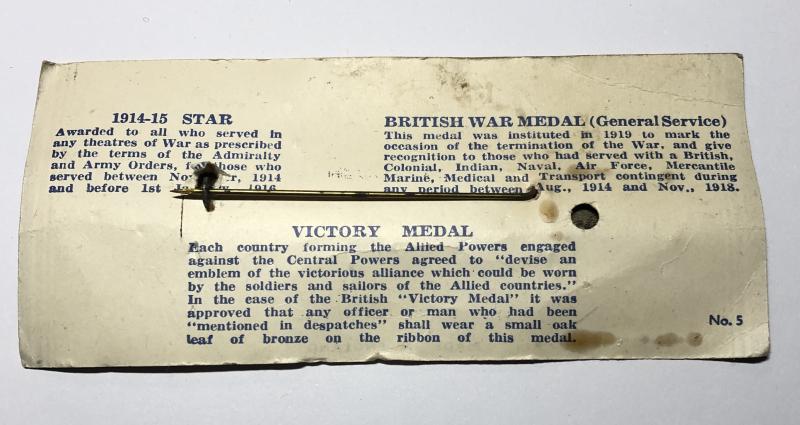 1914-15 STAR
Awarded to all who served in
any theatres of War as prescribed
by the terms of the Admiralty
and Army Orders, for those who
served between No er, 1914
and before 1st J y 1916
BRITISH WAR MEDAL (General Service)
This medal was instituted in 1919 to mark the
occasion of the termination of the War, and give
recognition to those who had served with a British,
Colonial, Indian, Naval, Air Force, Mercantile
Marine, Medical and Transport contingent during
any period between Aug., 1914 and Nov., 1918.
VICTORY MEDAL
Each country forming the Allied Powers engaged
against the Central Powers agreed to "devise an
emblem of the victorious alliance which could be worn
by the soldiers and sailors of the Allied countries."
In the case of the British "Victory Medal" it was
approved that any officer or man who had been
"mentioned in despatches" shall wear a small oak
leaf of bronze on the ribbon of this medal.
No. 5